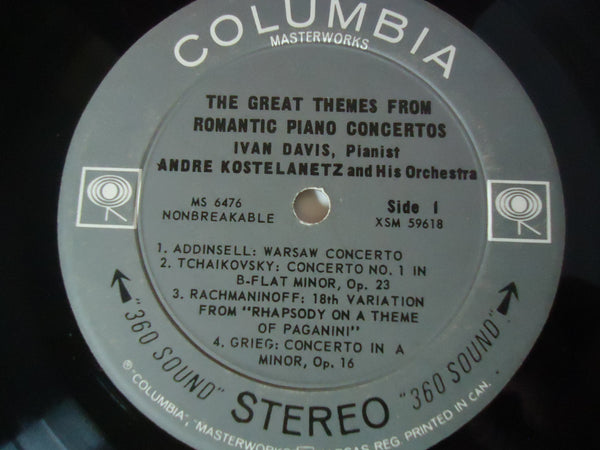 COLUMBIA
MASTERWORKS
THE GREAT THEMES FROM
ROMANTIC PIANO CONCERTOS
IVAN DAVIS, Pianist
ANDRE KOSTELANETZ and His Orchestra
MS 6476
NONBREAKABLE
Side 1
XSM 59618
1. ADDINSELL: WARSAW CONCERTO
2. TCHAIKOVSKY: CONCERTO NO. 1 IN
B-FLAT MINOR, Op. 23
3. RACHMANINOFF: 18th VARIATION
FROM "RHAPSODY ON A THEME
OF PAGANINI"
4. GRIEG: CONCERTO IN A
MINOR, Op. 16
"360 SOUND" STEREO "360 SOUND"
"COLUMBIA", "MASTERWORKS" REG. PRINTED IN CAN.